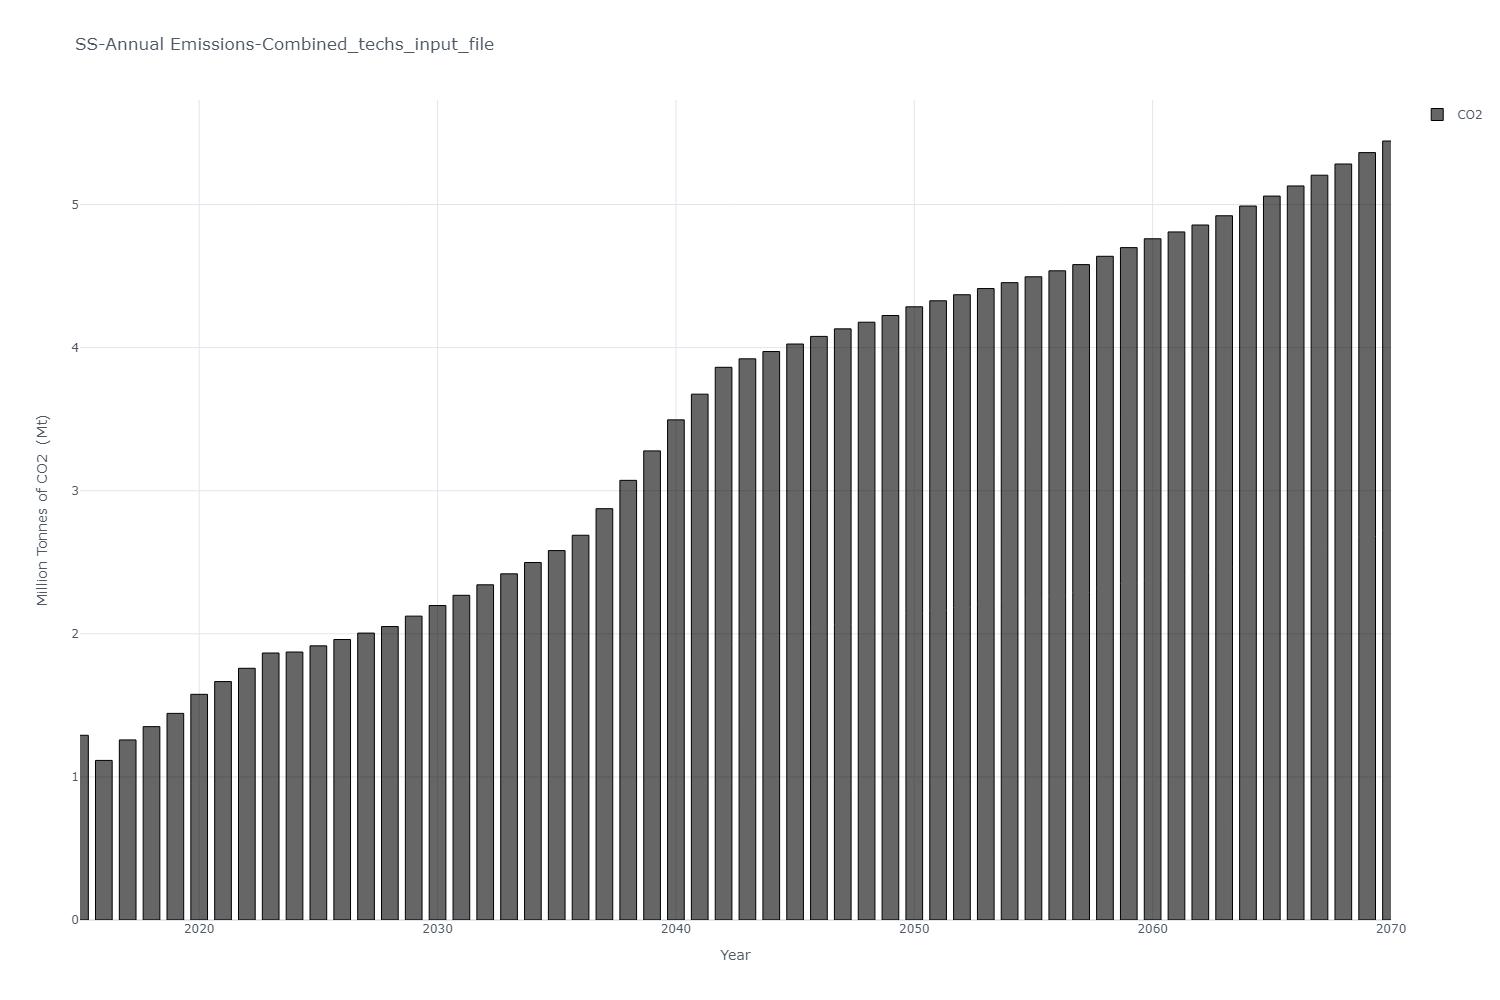 SS-Annual Emissions-Combined_techs_input_file
CO2
5
4
3
2
1
0
Million Tonnes of CO2 (Mt)
2020 2030 2040 2050 2060 2070
Year